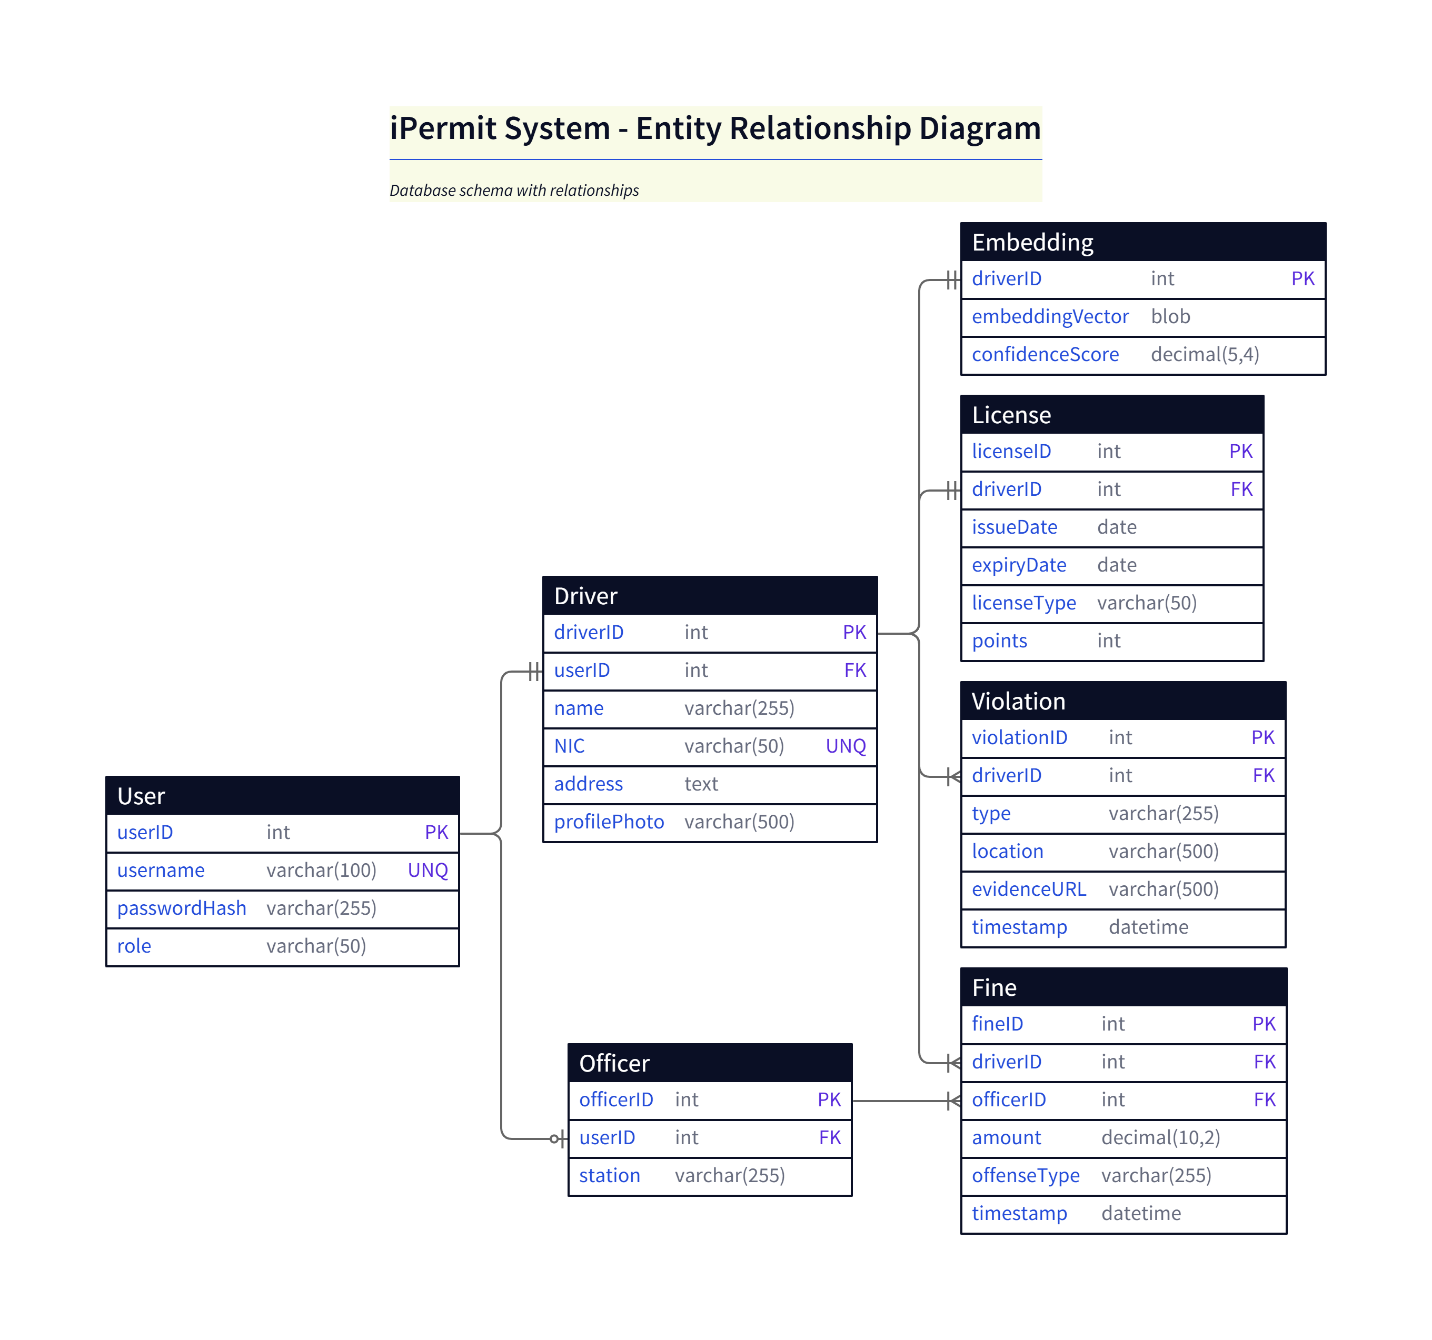 iPermit System - Entity Relationship Diagram
Database schema with relationships
Embedding
driverID int PK
embeddingVector blob
confidenceScore decimal(5,4)
License
licenseID int PK
driverID int FK
issueDate date
expiryDate date
licenseType varchar(50)
points int
Driver
driverID int PK
userID int FK
name varchar(255)
NIC varchar(50) UNQ
address text
profilePhoto varchar(500)
Violation
violationID int PK
driverID int FK
type varchar(255)
location varchar(500)
evidenceURL varchar(500)
timestamp datetime
User
userID int PK
username varchar(100) UNQ
passwordHash varchar(255)
role varchar(50)
Fine
fineID int PK
driverID int FK
officerID int FK
amount decimal(10,2)
offenseType varchar(255)
timestamp datetime
Officer
officerID int PK
userID int FK
station varchar(255)